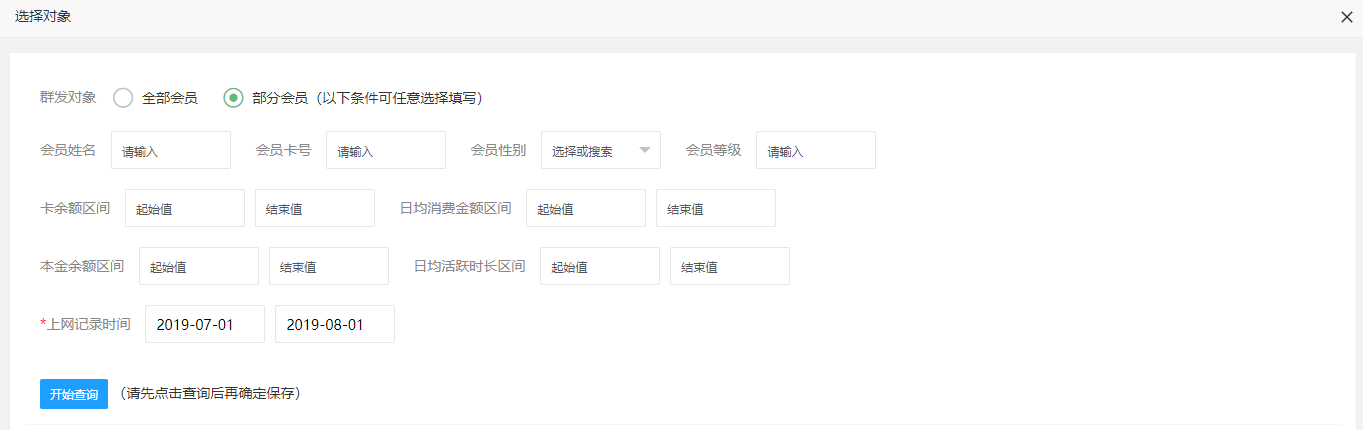 选择对象
群发对象 全部会员 部分会员（以下条件可任意选择填写）
会员姓名 请输入 会员卡号 请输入 会员性别 选择或搜索 会员等级 请输入
卡余额区间 起始值 结束值 日均消费金额区间 起始值 结束值
本金余额区间 起始值 结束值 日均活跃时长区间 起始值 结束值
*上网记录时间 2019-07-01 2019-08-01
开始查询 （请先点击查询后再确定保存）